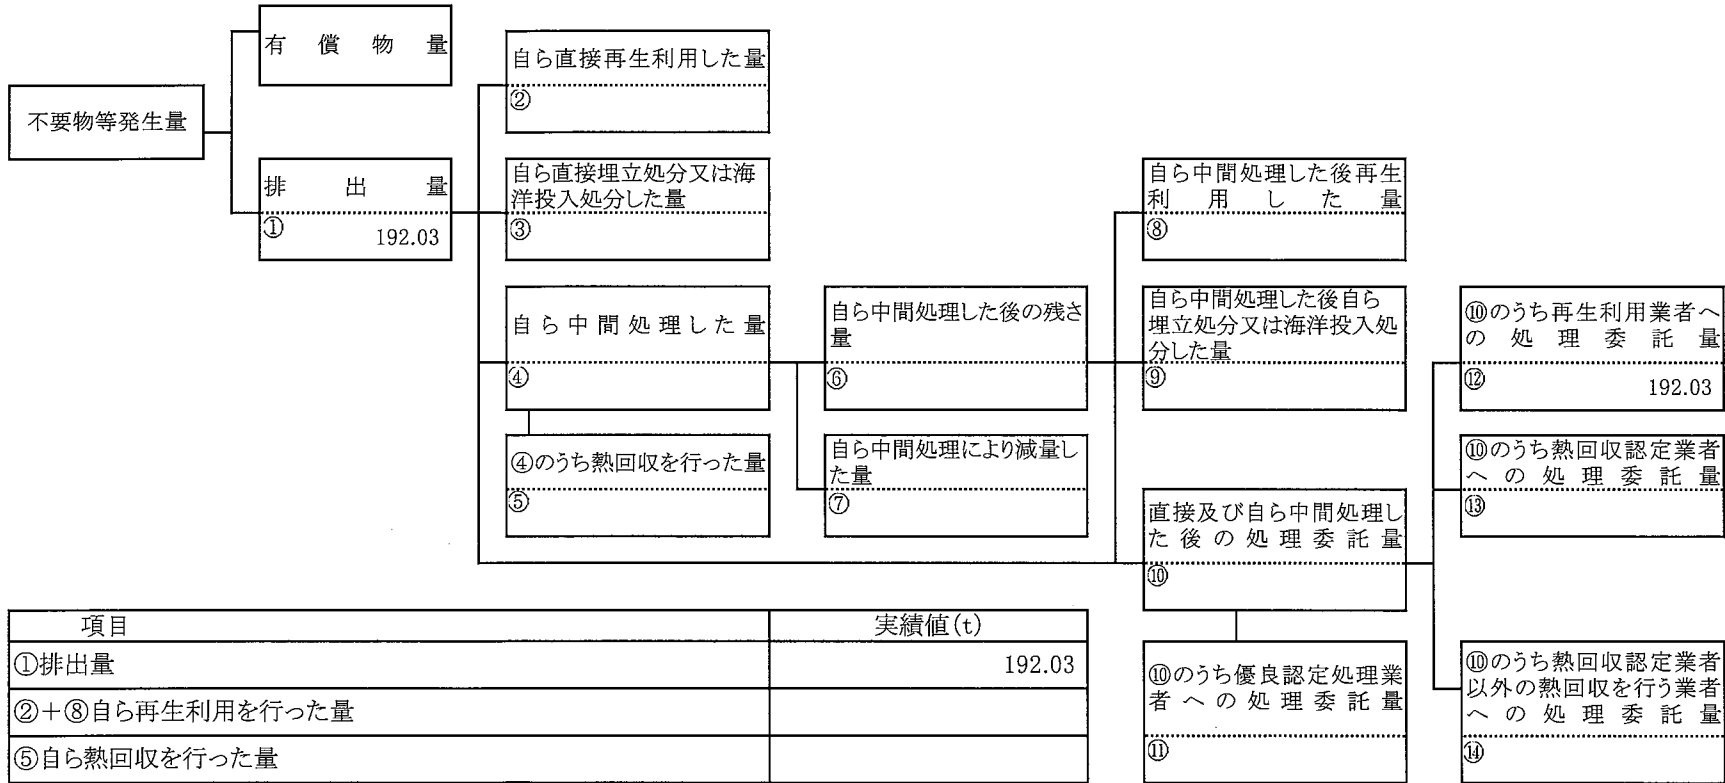 不要物等発生量
有償物量
排出量
①
192.03
自ら直接再生利用した量
②
自ら直接埋立処分又は海
洋投入処分した量
③
自ら中間処理した量
④
④のうち熱回収を行った量
⑤
自ら中間処理した後の残さ
量
⑥
自ら中間処理により減量し
た量
⑦
自ら中間処理した後再生
利用した量
⑧
自ら中間処理した後自ら
埋立処分又は海洋投入処
分した量
⑨
直接及び自ら中間処理し
た後の処理委託量
⑩
⑩のうち優良認定処理業
者への処理委託量
⑪
⑩のうち再生利用業者へ
の処理委託量
⑫
192.03
⑩のうち熱回収認定業者
への処理委託量
⑬
⑩のうち熱回収認定業者
以外の熱回収を行う業者
への処理委託量
⑭
項目 実績値(t)
①排出量 192.03
②＋⑧自ら再生利用を行った量
⑤自ら熱回収を行った量